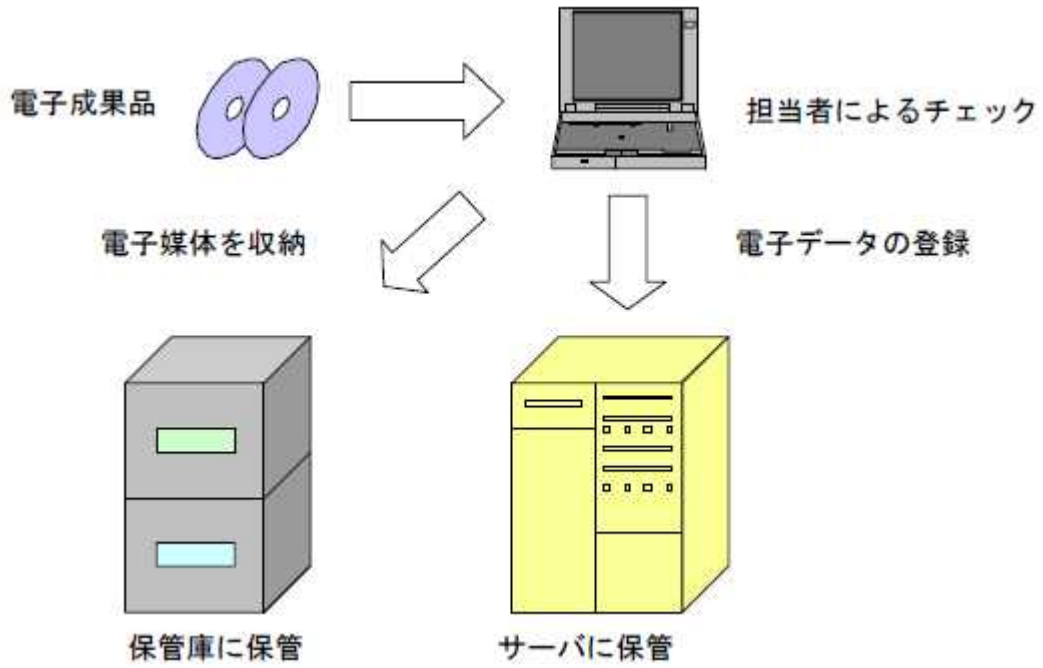 電子成果品
担当者によるチェック
電子媒体を収納
電子データの登録
保管庫に保管
サーバに保管